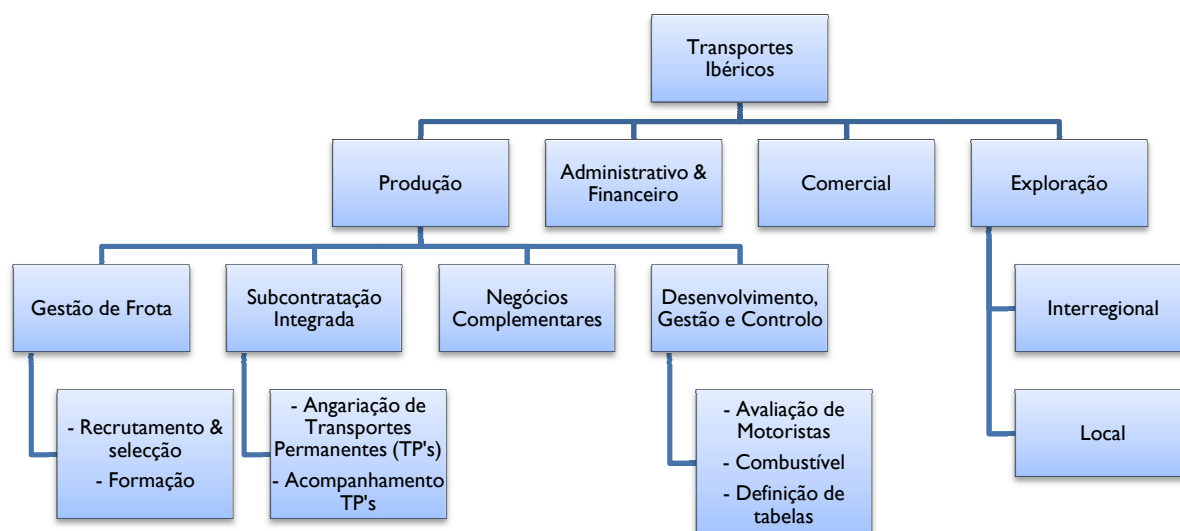 Transportes
Ibéricos
Produção
Administrativo &
Financeiro
Comercial
Exploração
Gestão de Frota
Subcontratação
Integrada
Negócios
Complementares
Desenvolvimento,
Gestão e Controlo
Interregional
- Recrutamento &
selecção
- Formação
- Angariação de
Transportes
Permanentes (TP's)
- Acompanhamento
TP's
- Avaliação de
Motoristas
- Combustível
- Definição de
tabelas
Local